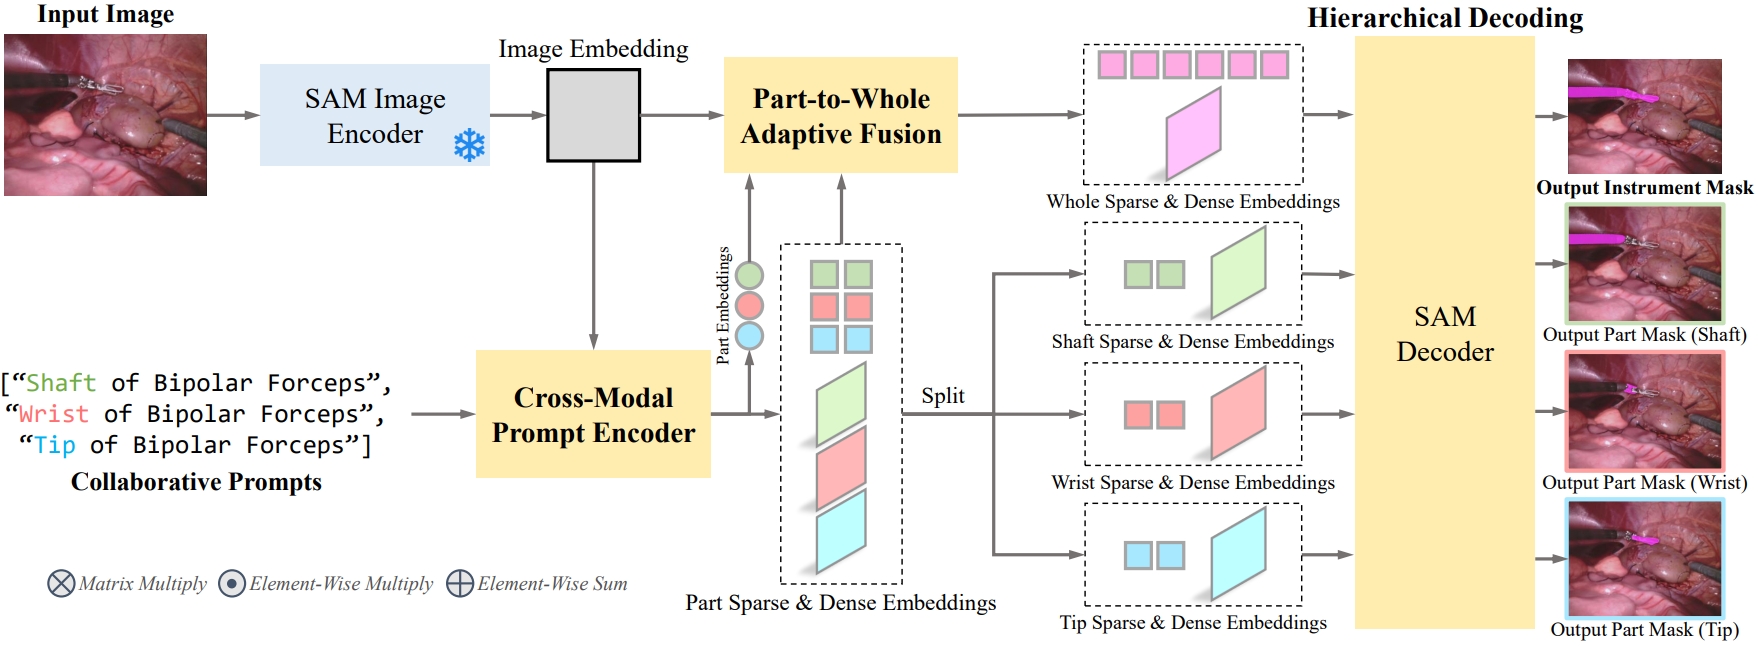 Input Image
SAM Image
Encoder
Image Embedding
Part-to-Whole
Adaptive Fusion
Hierarchical Decoding
Whole Sparse & Dense Embeddings
Output Instrument Mask
Part Embeddings
["Shaft of Bipolar Forceps",
"Wrist of Bipolar Forceps",
"Tip of Bipolar Forceps"]
Collaborative Prompts
Cross-Modal
Prompt Encoder
Split
Shaft Sparse & Dense Embeddings
Wrist Sparse & Dense Embeddings
Tip Sparse & Dense Embeddings
SAM
Decoder
Output Part Mask (Shaft)
Output Part Mask (Wrist)
Output Part Mask (Tip)
Matrix Multiply
Element-Wise Multiply
Element-Wise Sum
Part Sparse & Dense Embeddings